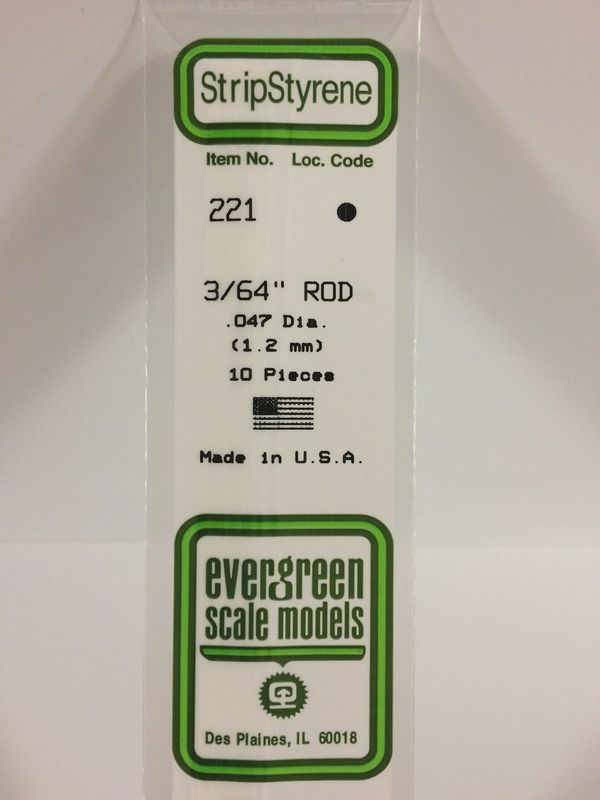 StripStyrene
Item No. Loc. Code
221 ●
3/64" ROD
.047 Dia.
(1.2 mm)
10 Pieces
Made in U.S.A.
evergreen
scale models
Des Plaines, IL 60018